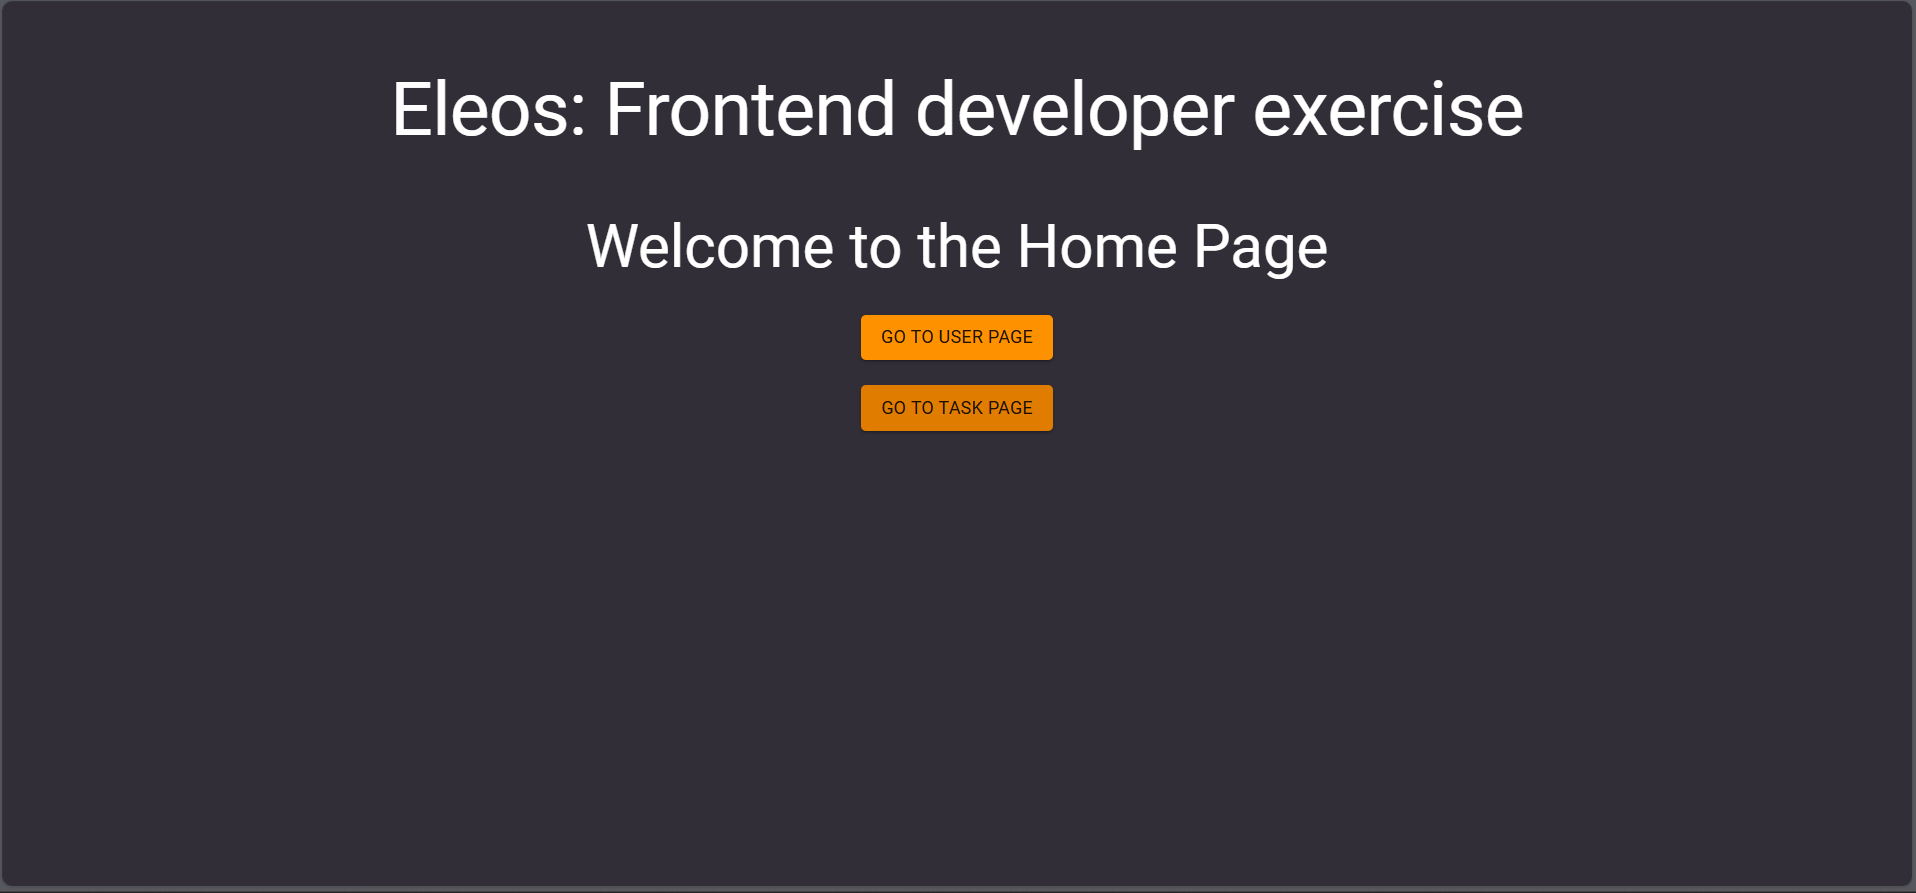 Eleos: Frontend developer exercise
Welcome to the Home Page
GO TO USER PAGE
GO TO TASK PAGE